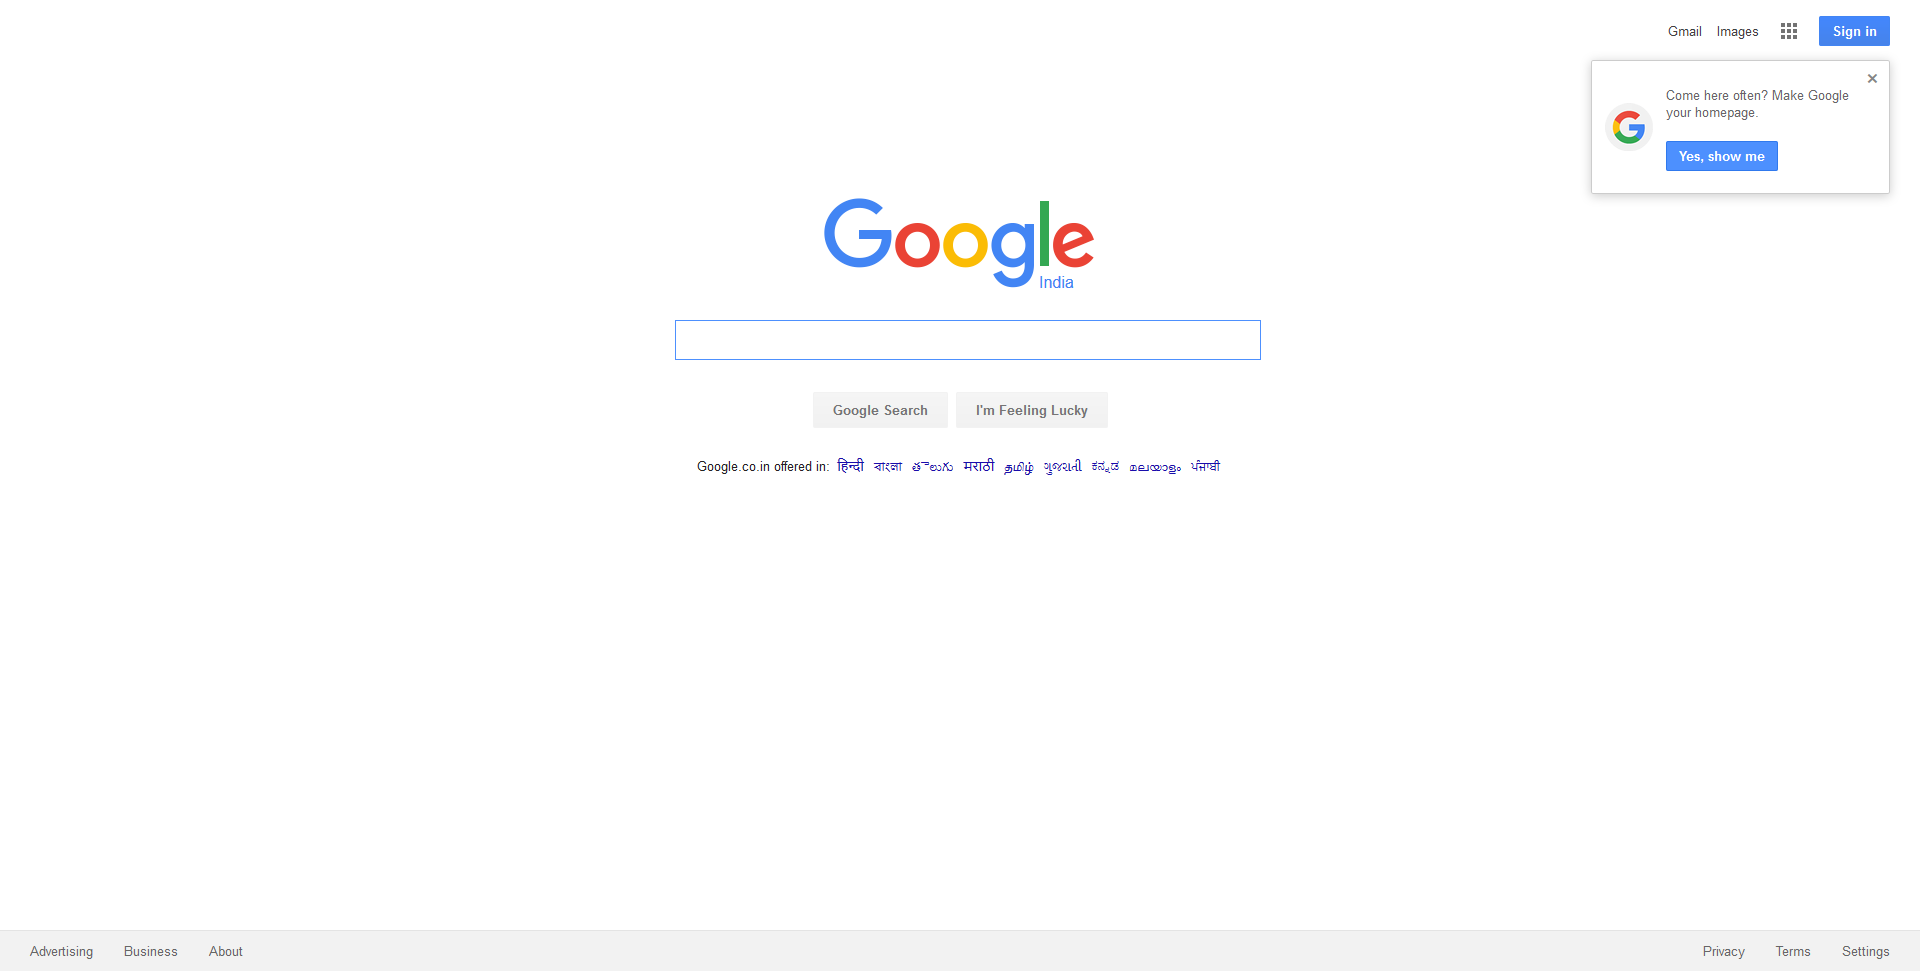 Gmail Images Sign in
Come here often? Make Google
your homepage.
Yes, show me
Google
India
Google Search I'm Feeling Lucky
Google.co.in offered in: हिन्दी বাংলা తెలుగు मराठी தமிழ் ગુજરાતી ಕನ್ನಡ മലയാളം ਪੰਜਾਬੀ
Advertising Business About Privacy Terms Settings